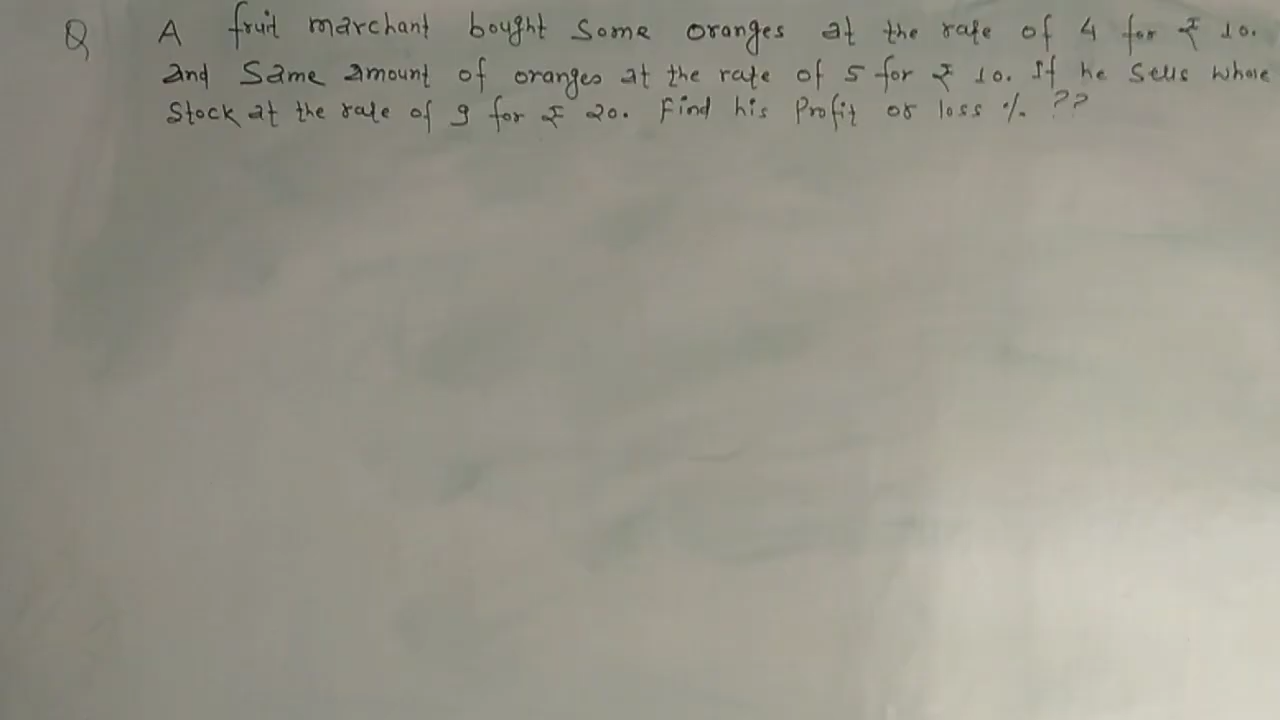 Q A fruit marchant bought some oranges at the rate of 4 for ₹ 10.
and same amount of oranges at the rate of 5 for ₹ 10. If he sells whole
stock at the rate of 9 for ₹ 20. Find his Profit or loss %. ??